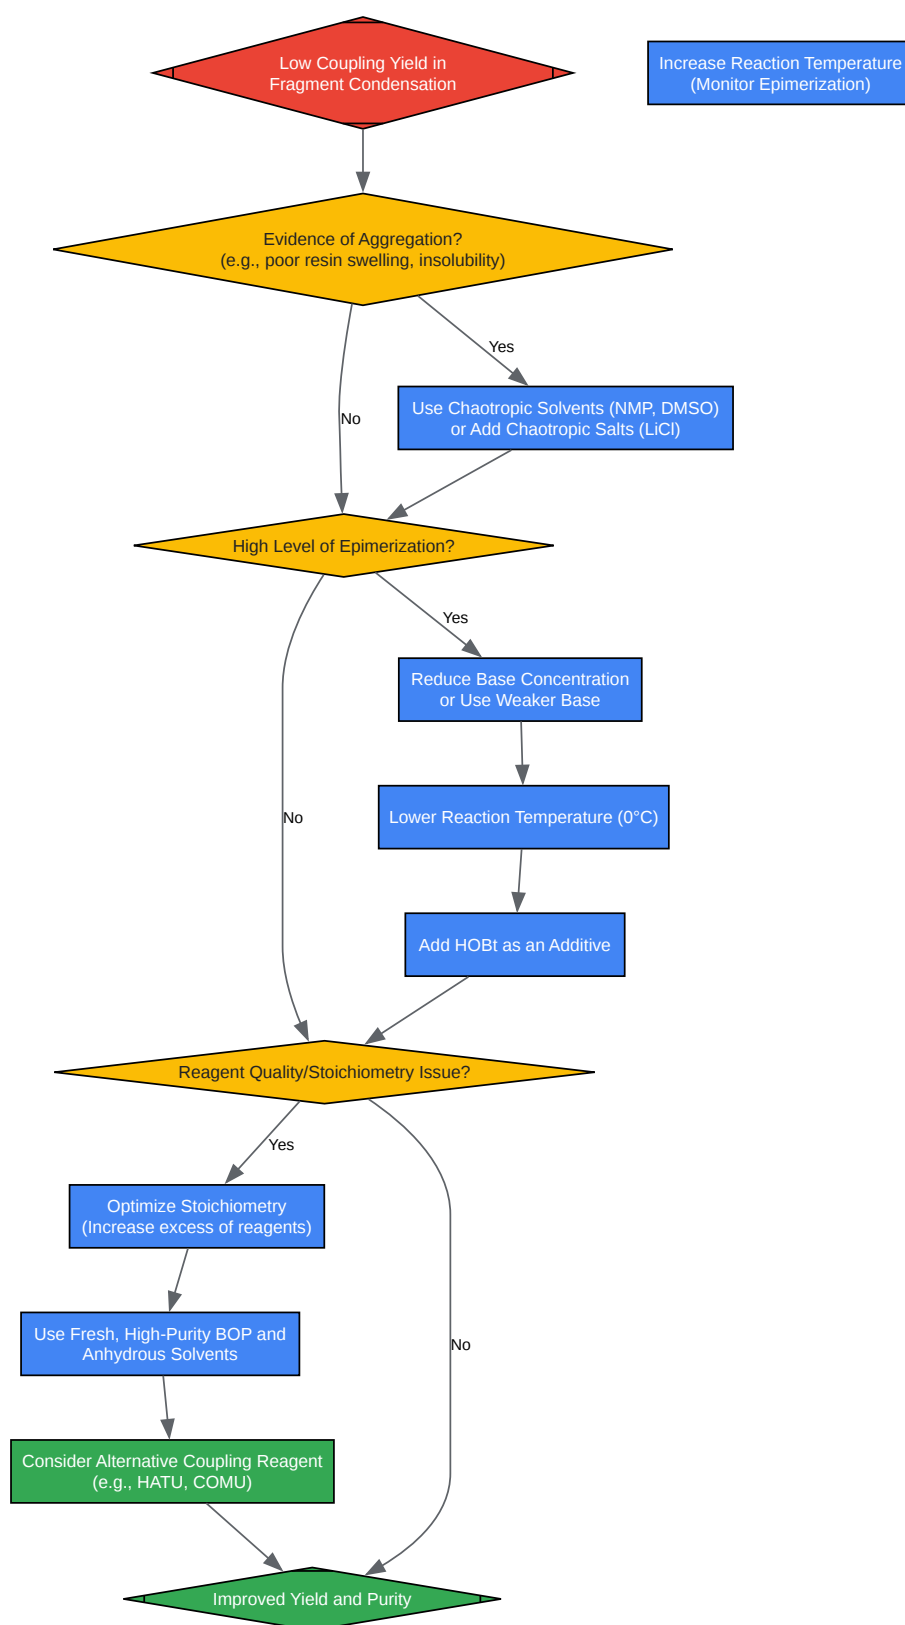 Low Coupling Yield in
Fragment Condensation
Increase Reaction Temperature
(Monitor Epimerization)
Evidence of Aggregation?
(e.g., poor resin swelling, insolubility)
Yes
Use Chaotropic Solvents (NMP, DMSO)
or Add Chaotropic Salts (LiCl)
No
High Level of Epimerization?
Yes
Reduce Base Concentration
or Use Weaker Base
Lower Reaction Temperature (0°C)
No
Add HOBt as an Additive
Reagent Quality/Stoichiometry Issue?
Yes
Optimize Stoichiometry
(Increase excess of reagents)
Use Fresh, High-Purity BOP and
Anhydrous Solvents
No
Consider Alternative Coupling Reagent
(e.g., HATU, COMU)
Improved Yield and Purity